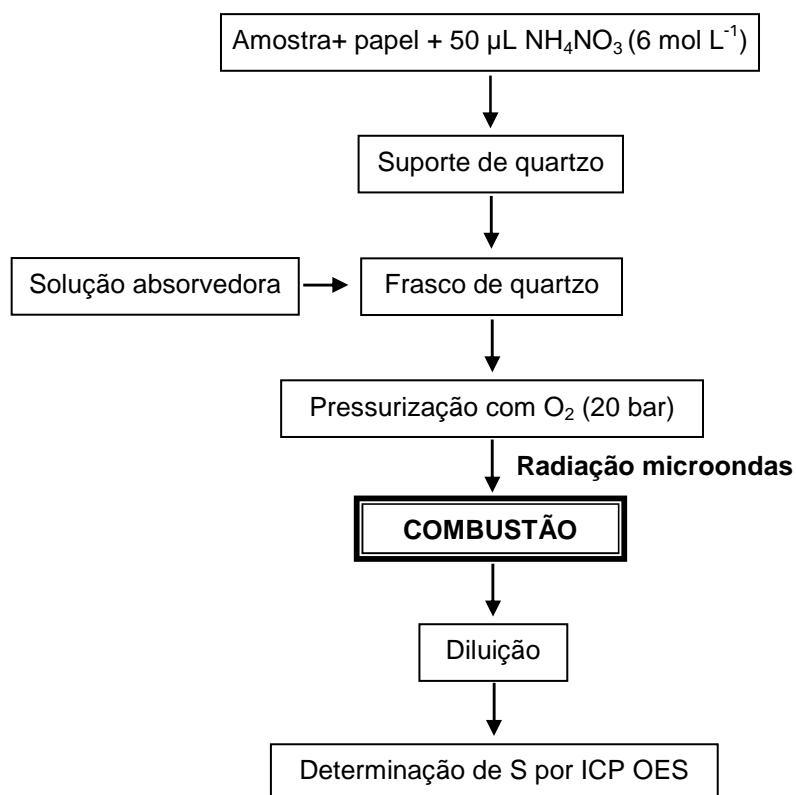 Amostra+ papel + 50 µL NH₄NO₃ (6 mol L⁻¹)
Suporte de quartzo
Solução absorvedora
Frasco de quartzo
Pressurização com O₂ (20 bar)
Radiação microondas
COMBUSTÃO
Diluição
Determinação de S por ICP OES